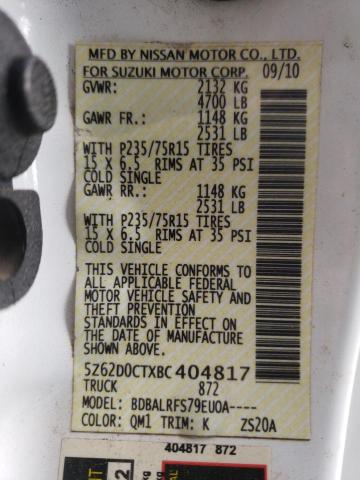 MFD BY NISSAN MOTOR CO., LTD.
FOR SUZUKI MOTOR CORP. 09/10
GVWR: 2132 KG
4700 LB
GAWR FR.: 1148 KG
2531 LB
WITH P235/75R15 TIRES
15 X 6.5 RIMS AT 35 PSI
COLD SINGLE
GAWR RR.: 1148 KG
2531 LB
WITH P235/75R15 TIRES
15 X 6.5 RIMS AT 35 PSI
COLD SINGLE
THIS VEHICLE CONFORMS TO
ALL APPLICABLE FEDERAL
MOTOR VEHICLE SAFETY AND
THEFT PREVENTION
STANDARDS IN EFFECT ON
THE DATE OF MANUFACTURE
SHOWN ABOVE.
5Z62D0CTXBC404817
TRUCK 872
MODEL: BDBALRFS79EUOA----
COLOR: QM1 TRIM: K ZS20A
404817 872